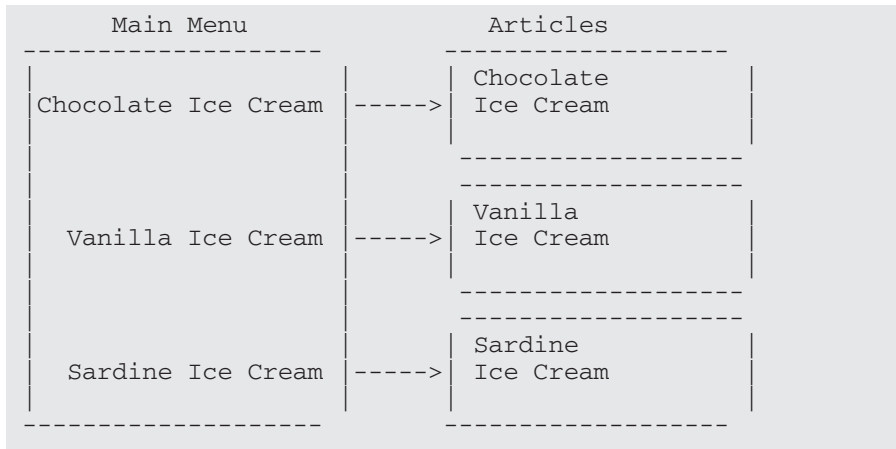 Main Menu Articles
-------------------- -------------------
| | | Chocolate |
|Chocolate Ice Cream |----->| Ice Cream |
| | | |
| | -------------------
| | -------------------
| | | Vanilla |
| Vanilla Ice Cream |----->| Ice Cream |
| | | |
| | -------------------
| | -------------------
| | | Sardine |
| Sardine Ice Cream |----->| Ice Cream |
| | | |
-------------------- -------------------